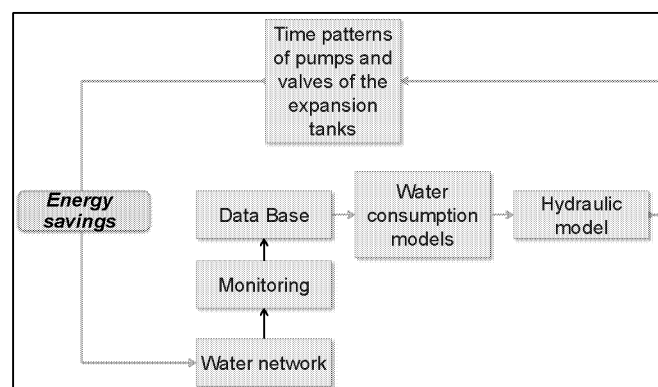 Time patterns
of pumps and
valves of the
expansion
tanks
Energy
savings
Data Base
Water
consumption
models
Hydraulic
model
Monitoring
Water network